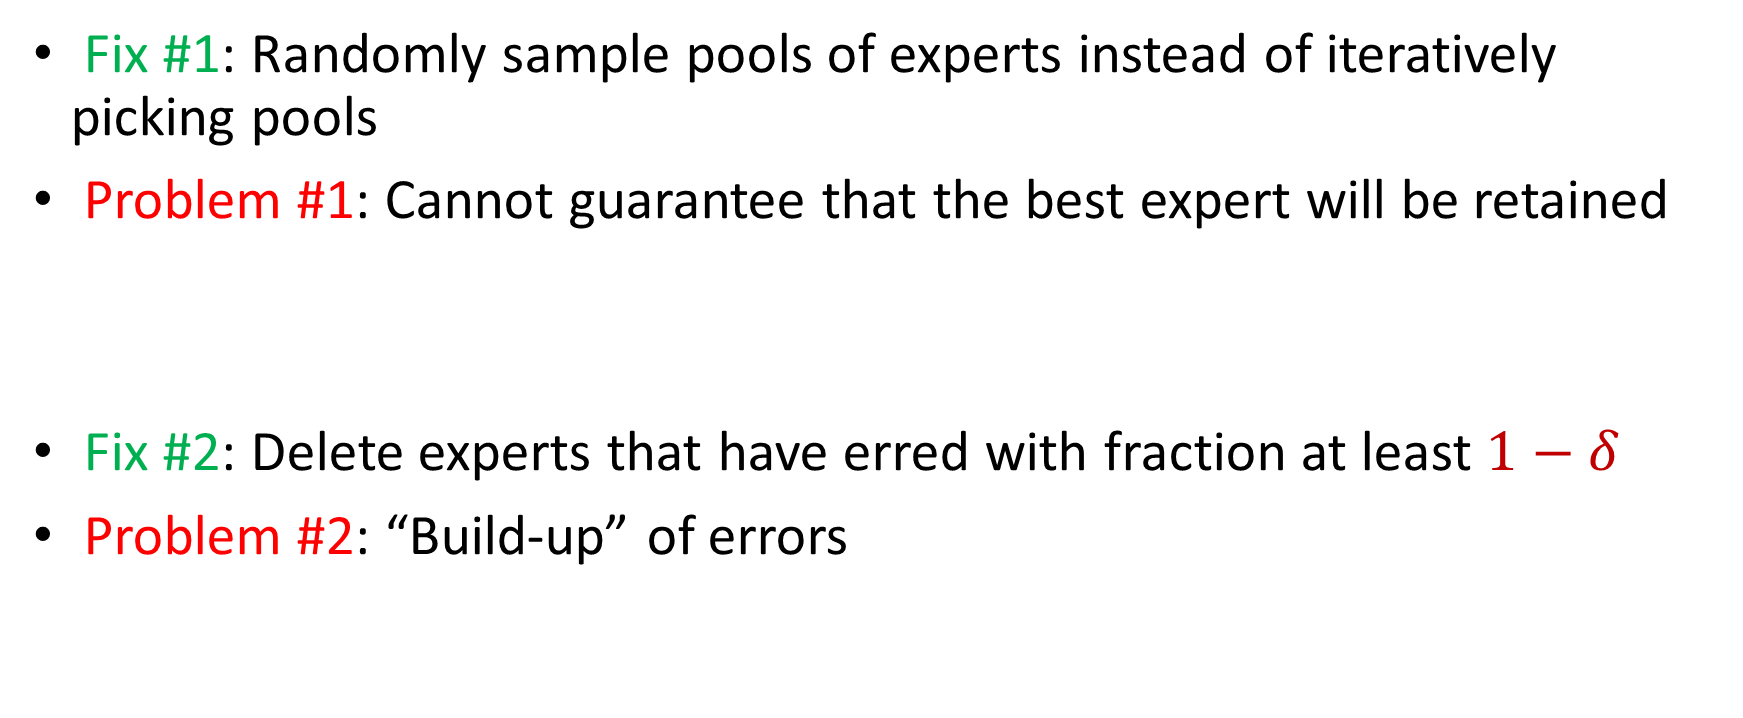 • Fix #1: Randomly sample pools of experts instead of iteratively
picking pools
• Problem #1: Cannot guarantee that the best expert will be retained
• Fix #2: Delete experts that have erred with fraction at least 1 − 𝛿
• Problem #2: “Build-up” of errors